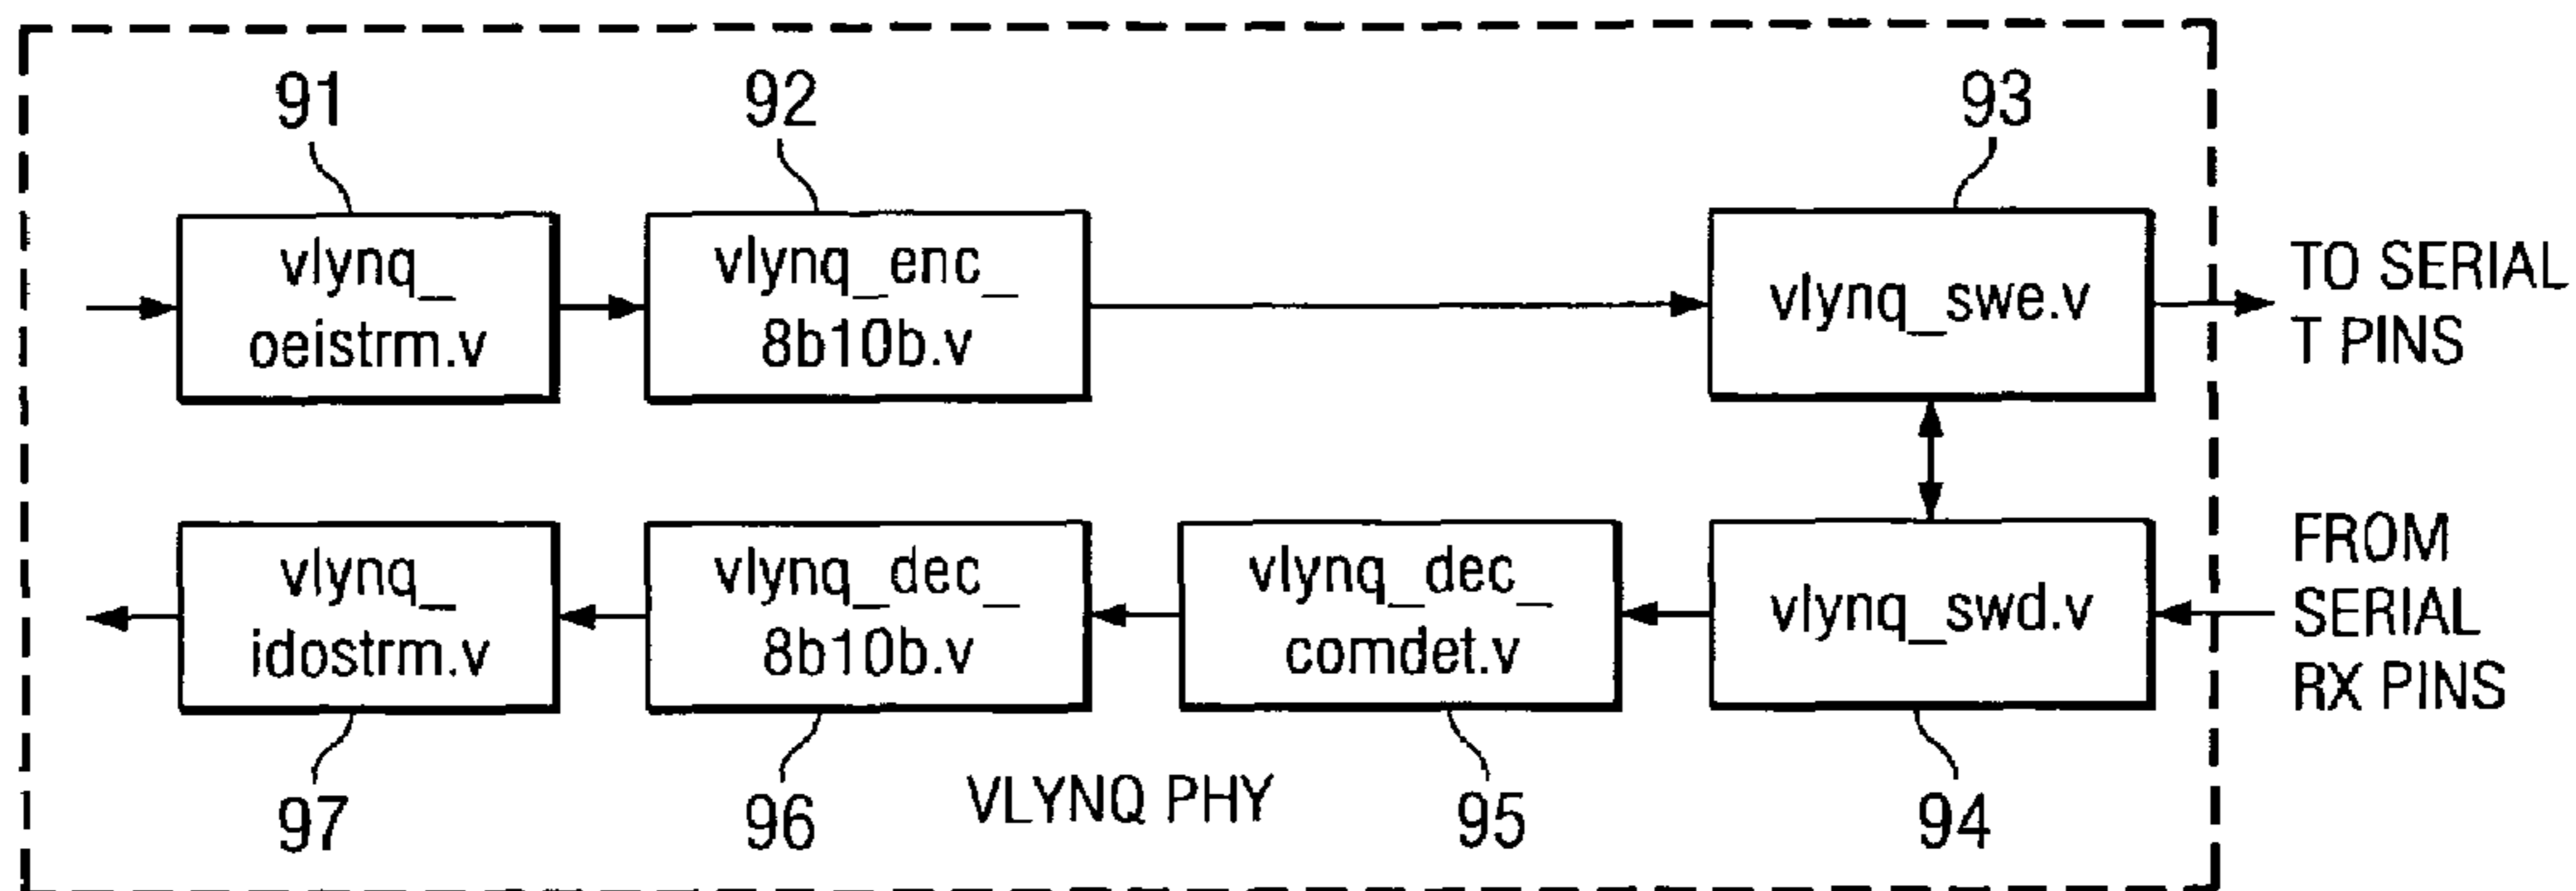 91
92
93
vlynq_
oeistrm.v
vlynq_enc_
8b10b.v
vlynq_swe.v
TO SERIAL
T PINS
vlynq_
idostrm.v
vlynq_dec_
8b10b.v
vlynq_dec_
comdet.v
vlynq_swd.v
FROM
SERIAL
RX PINS
97
96
VLYNQ PHY
95
94